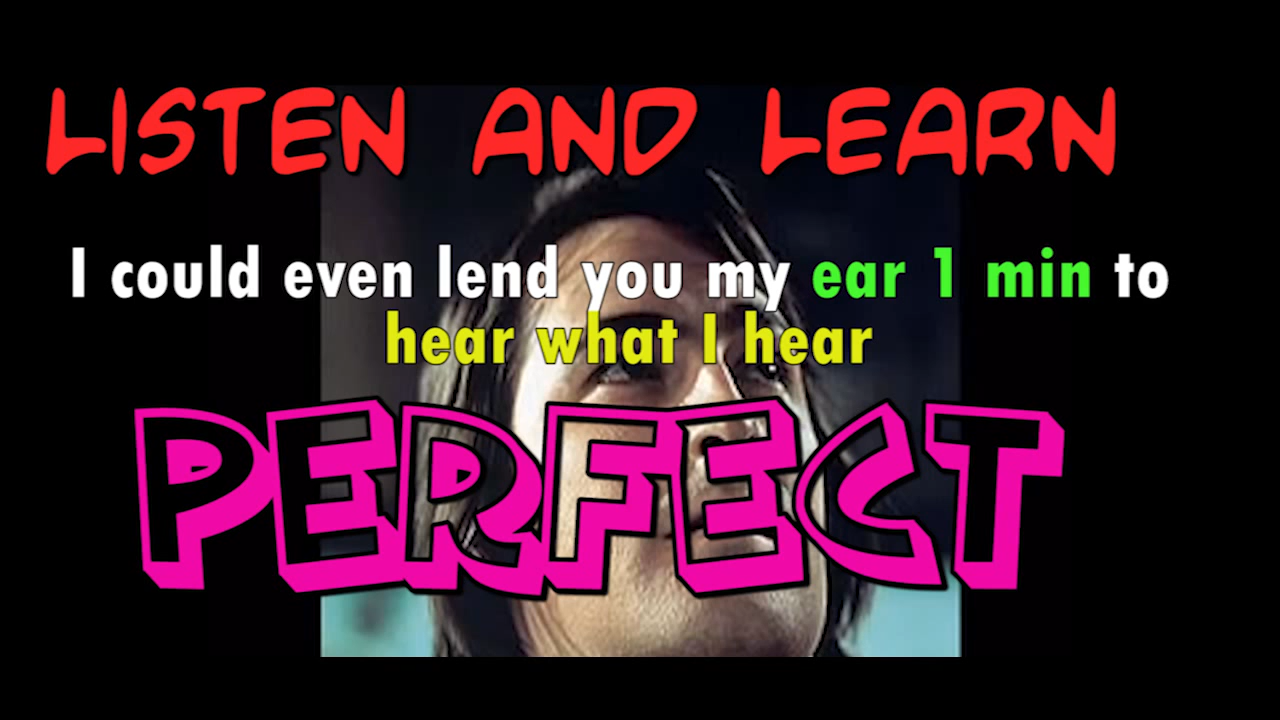 LISTEN AND LEARN
I could even lend you my ear 1 min to
hear what I hear
PERFECT